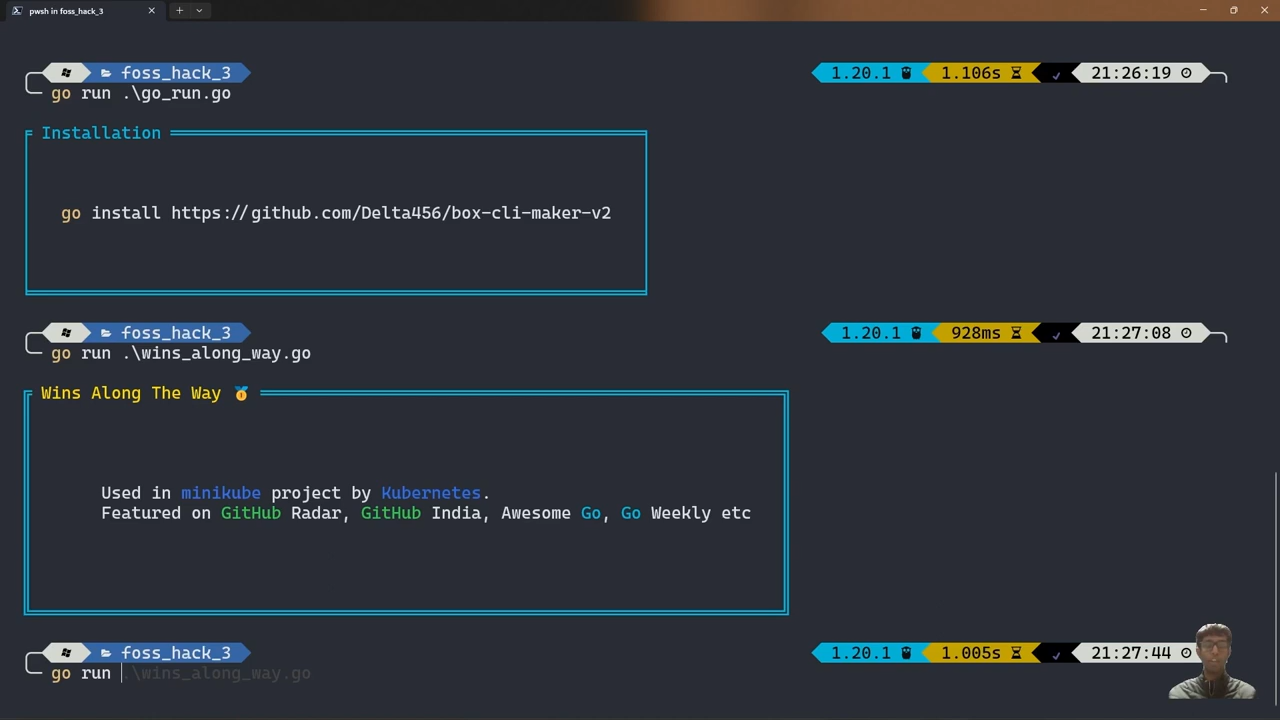 pwsh in foss_hack_3
foss_hack_3 1.20.1 1.106s 21:26:19
go run .\go_run.go
Installation
go install https://github.com/Delta456/box-cli-maker-v2
foss_hack_3 1.20.1 928ms 21:27:08
go run .\wins_along_way.go
Wins Along The Way
Used in minikube project by Kubernetes.
Featured on GitHub Radar, GitHub India, Awesome Go, Go Weekly etc
foss_hack_3 1.20.1 1.005s 21:27:44
go run .\wins_along_way.go